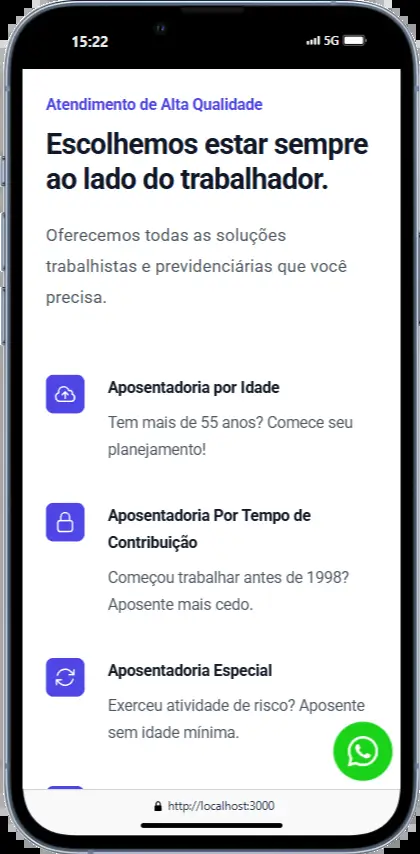 15:22
5G
Atendimento de Alta Qualidade
Escolhemos estar sempre
ao lado do trabalhador.
Oferecemos todas as soluções
trabalhistas e previdenciárias que você
precisa.
Aposentadoria por Idade
Tem mais de 55 anos? Comece seu
planejamento!
Aposentadoria Por Tempo de
Contribuição
Começou trabalhar antes de 1998?
Aposente mais cedo.
Aposentadoria Especial
Exerceu atividade de risco? Aposente
sem idade mínima.
http://localhost:3000